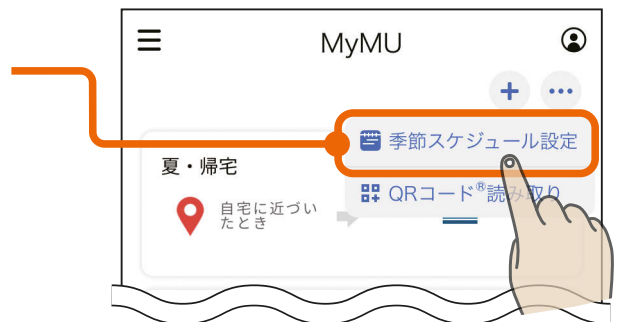 MyMU
季節スケジュール設定
夏・帰宅
QRコード®読み取り
自宅に近づい
たとき